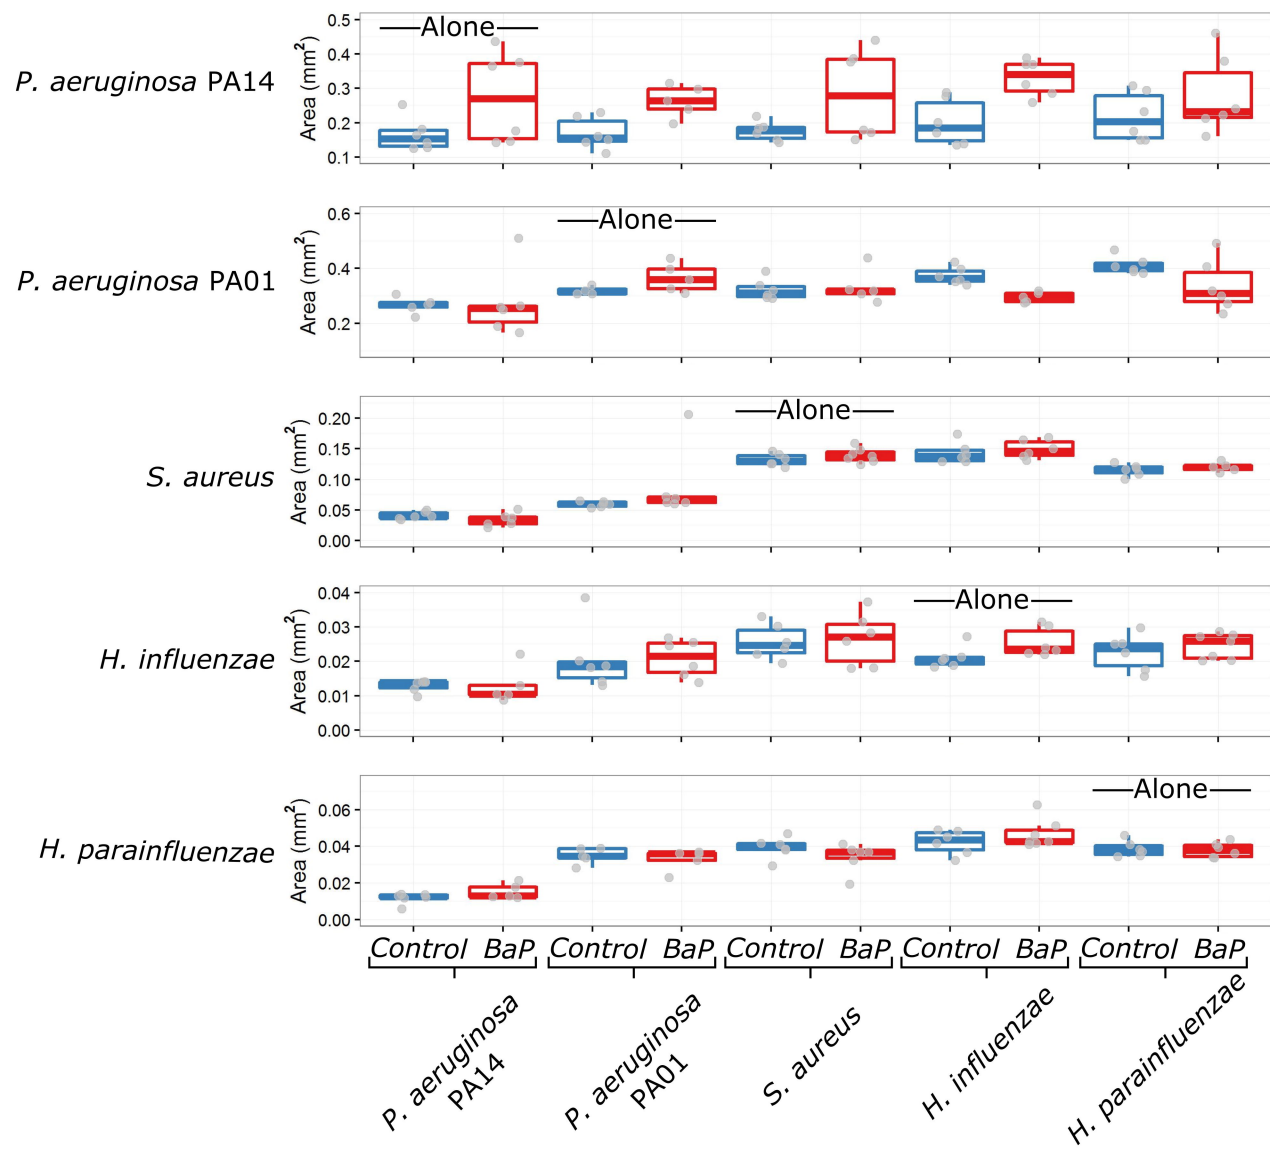 P. aeruginosa PA14
Area (mm²)
0.5
0.4
0.3
0.2
0.1
Alone
P. aeruginosa PA01
Area (mm²)
0.6
0.4
0.2
Alone
S. aureus
Area (mm²)
0.20
0.15
0.10
0.05
0.00
Alone
H. influenzae
Area (mm²)
0.04
0.03
0.02
0.01
0.00
Alone
H. parainfluenzae
Area (mm²)
0.06
0.04
0.02
0.00
Alone
Control BaP Control BaP Control BaP Control BaP Control BaP
P. aeruginosa
PA14
P. aeruginosa
PA01
S. aureus
H. influenzae
H. parainfluenzae